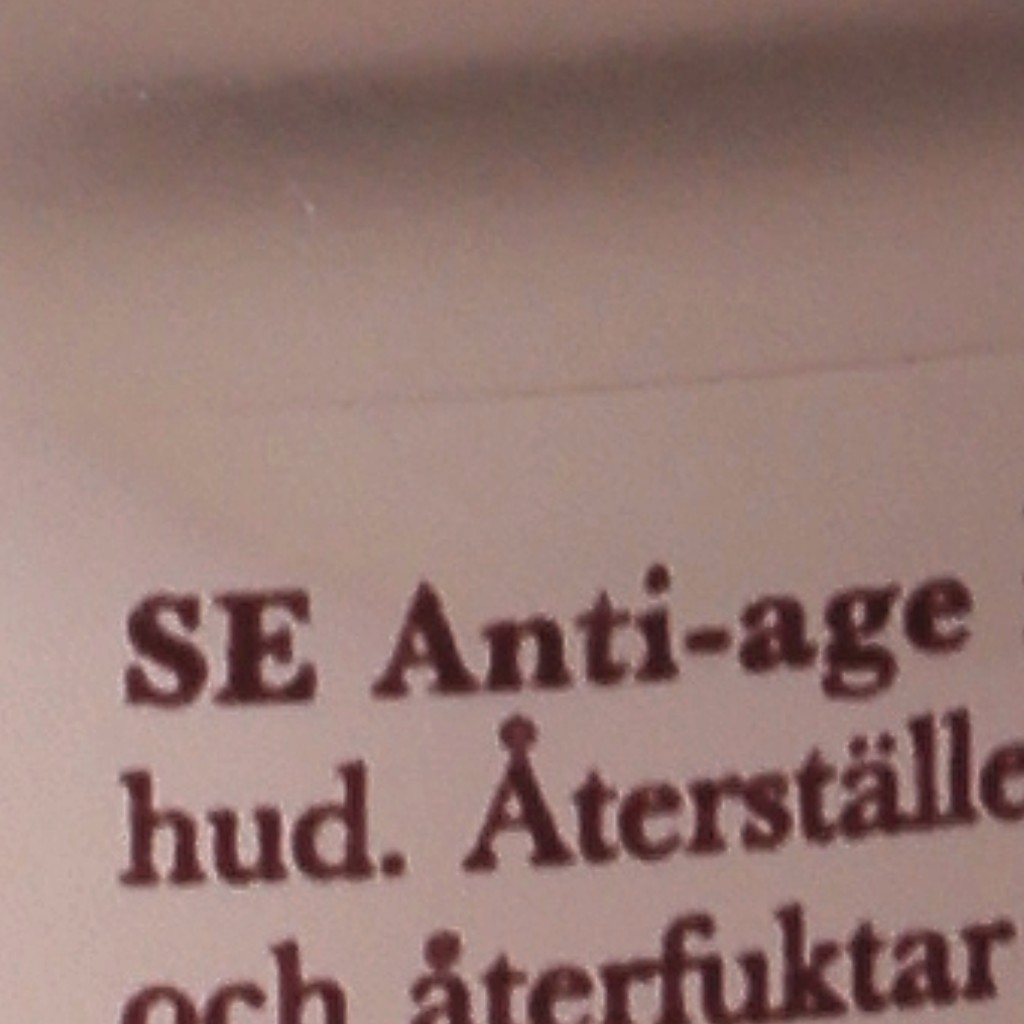 SE Anti-age
hud. Återställe
och återfuktar